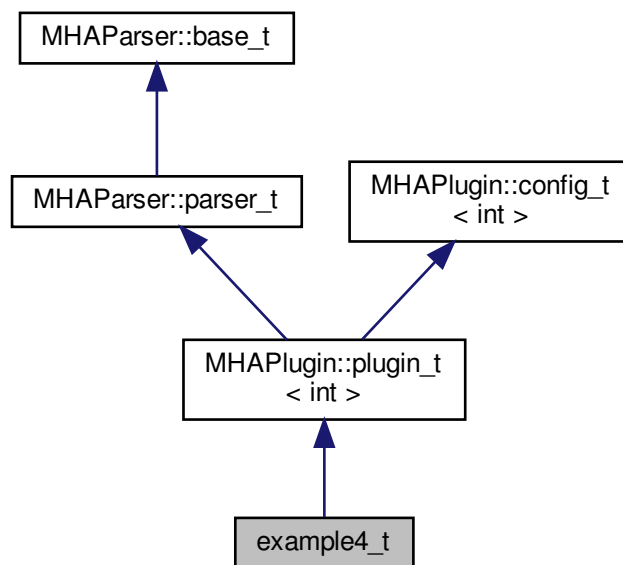 MHAParser::base_t
MHAParser::parser_t
MHAPlugin::config_t
< int >
MHAPlugin::plugin_t
< int >
example4_t